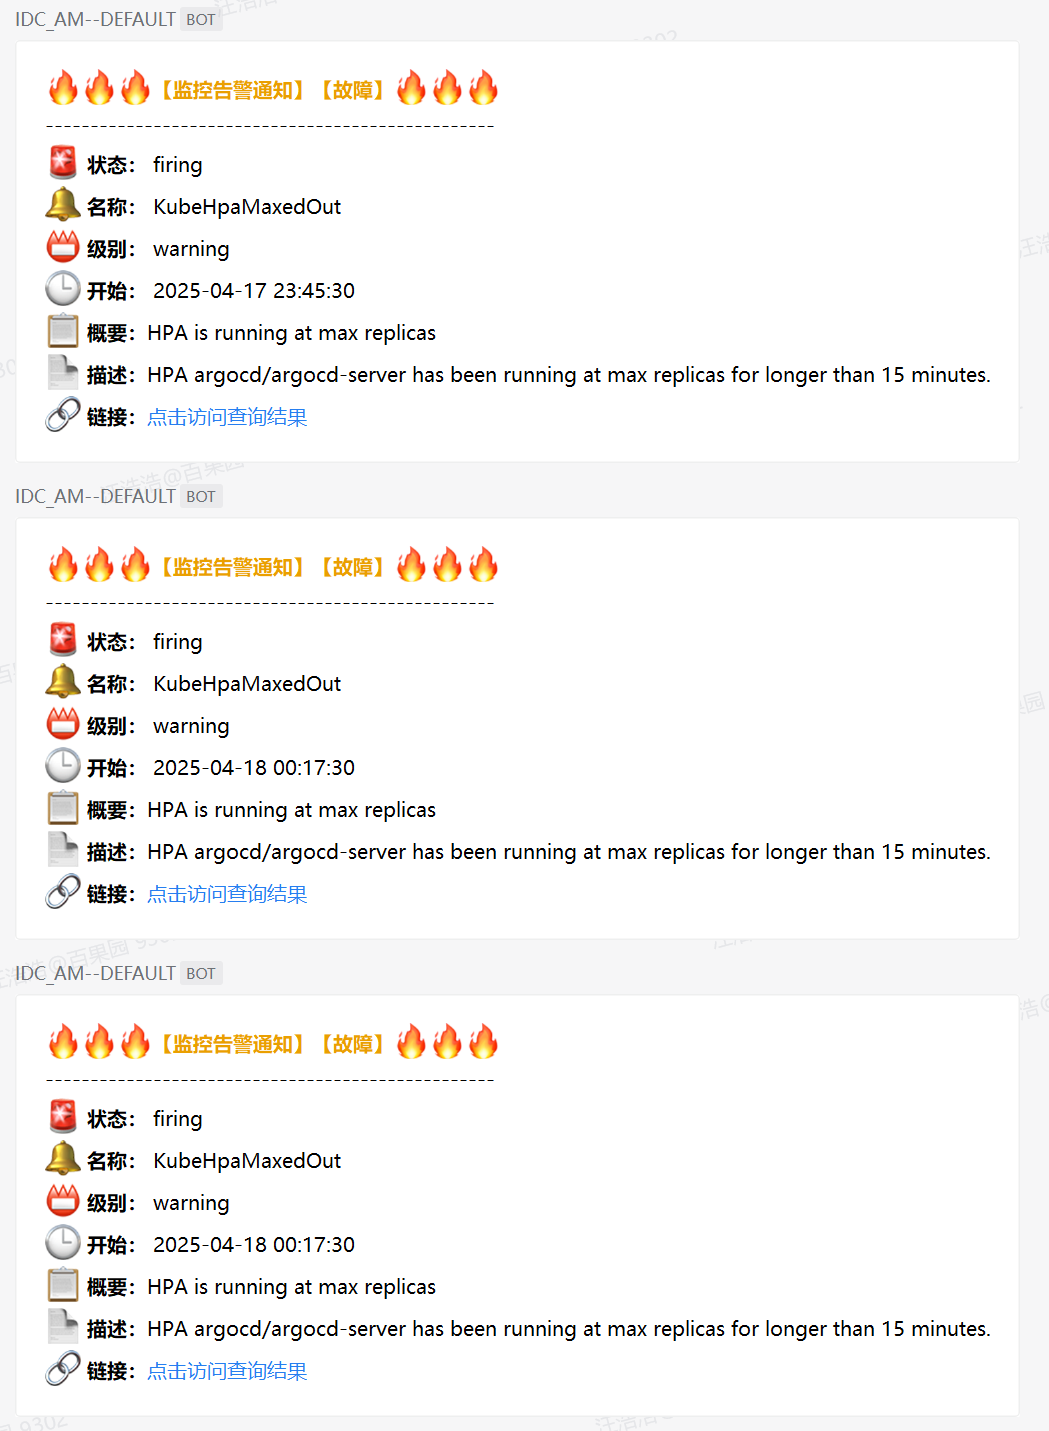 IDC_AM--DEFAULT BOT
【监控告警通知】【故障】
--------------------------------------------------
状态： firing
名称： KubeHpaMaxedOut
级别： warning
开始： 2025-04-17 23:45:30
概要：HPA is running at max replicas
描述：HPA argocd/argocd-server has been running at max replicas for longer than 15 minutes.
链接：点击访问查询结果
汪浩浩@百果园
IDC_AM--DEFAULT BOT
【监控告警通知】【故障】
--------------------------------------------------
状态： firing
名称： KubeHpaMaxedOut
级别： warning
开始： 2025-04-18 00:17:30
概要：HPA is running at max replicas
描述：HPA argocd/argocd-server has been running at max replicas for longer than 15 minutes.
链接：点击访问查询结果
IDC_AM--DEFAULT BOT
【监控告警通知】【故障】
--------------------------------------------------
状态： firing
名称： KubeHpaMaxedOut
级别： warning
开始： 2025-04-18 00:17:30
概要：HPA is running at max replicas
描述：HPA argocd/argocd-server has been running at max replicas for longer than 15 minutes.
链接：点击访问查询结果
9302